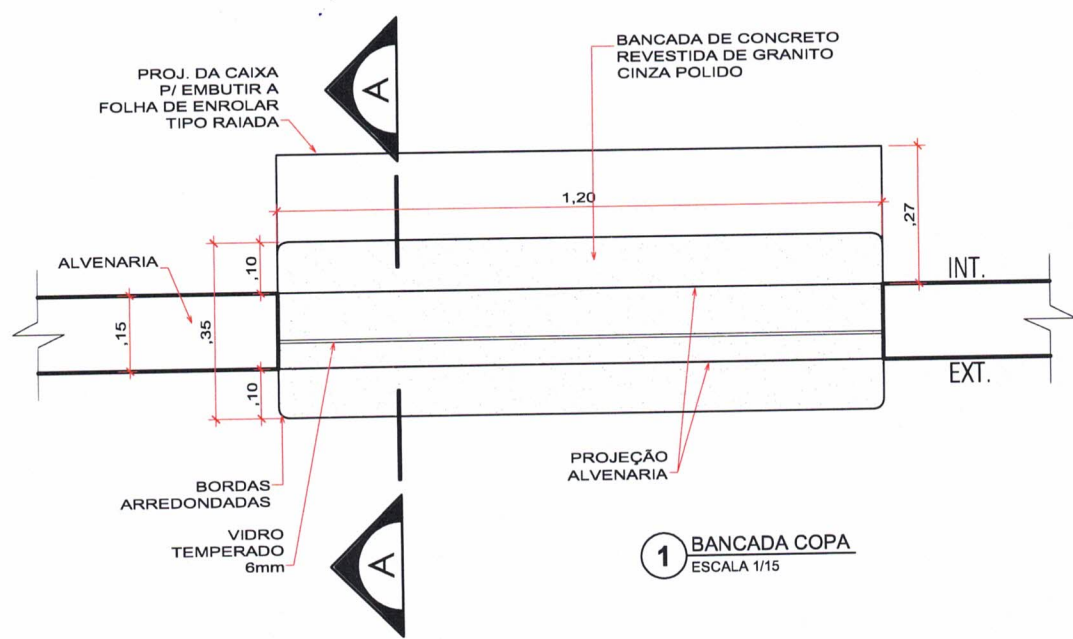 PROJ. DA CAIXA
P/ EMBUTIR A
FOLHA DE ENROLAR
TIPO RAIADA
A
BANCADA DE CONCRETO
REVESTIDA DE GRANITO
CINZA POLIDO
1,20
,27
ALVENARIA
,10
,15
,35
,10
INT.
EXT.
BORDAS
ARREDONDADAS
VIDRO
TEMPERADO
6mm
A
PROJEÇÃO
ALVENARIA
1
BANCADA COPA
ESCALA 1/15